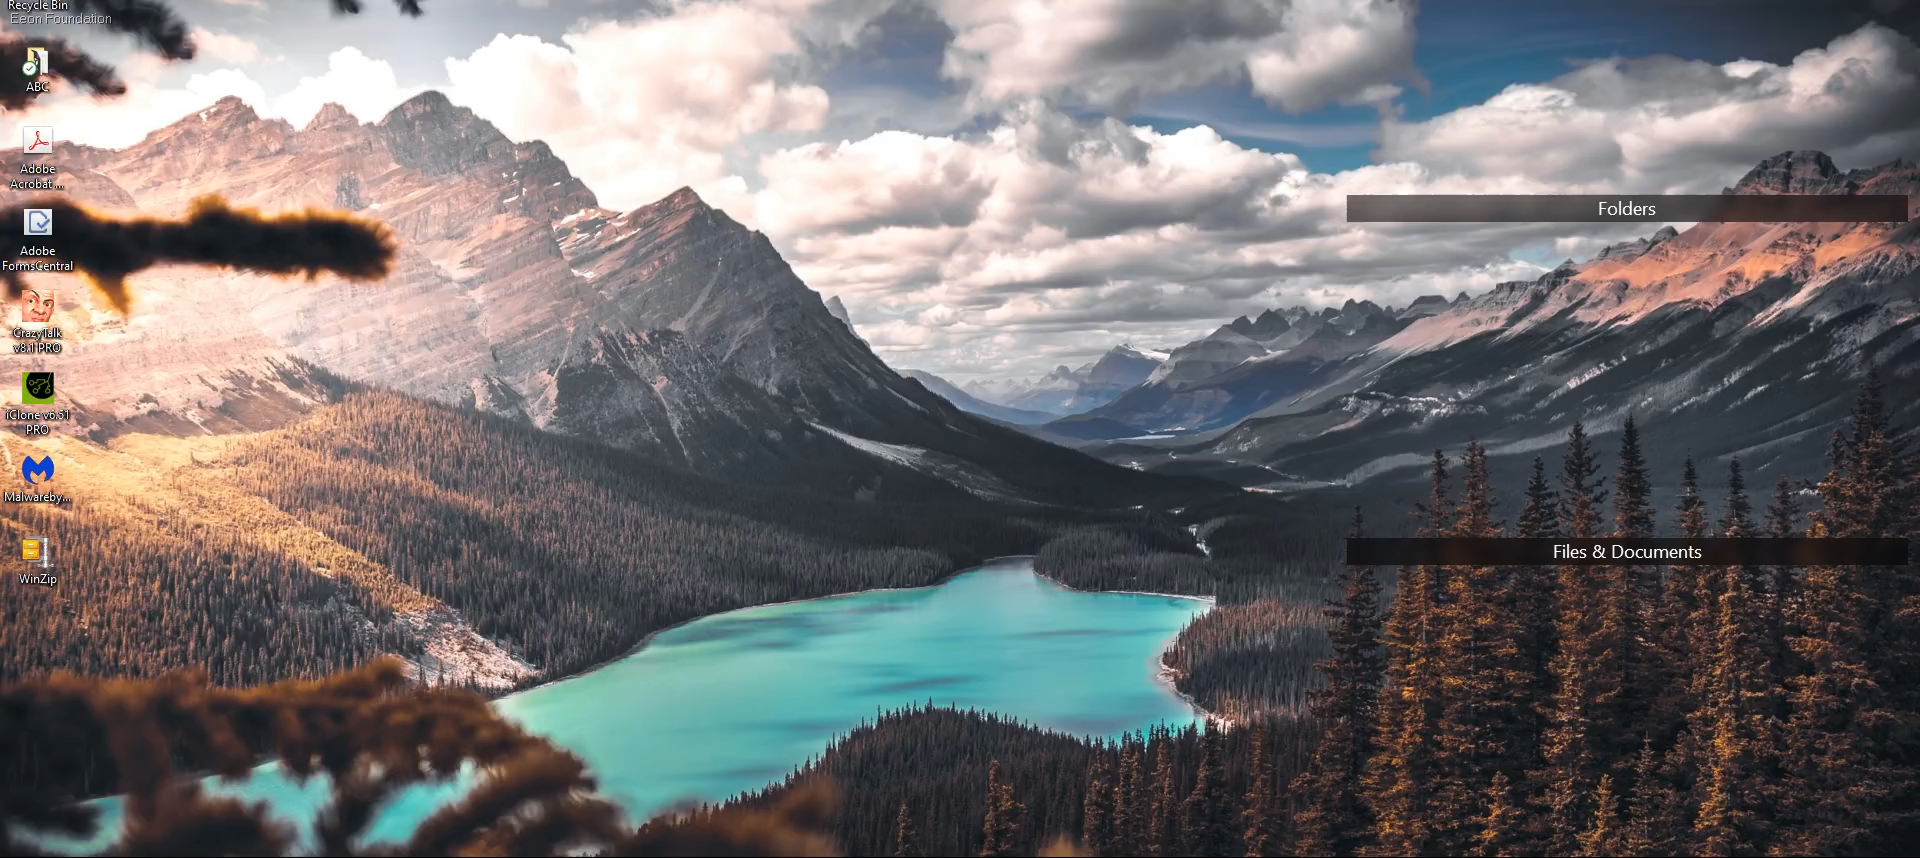 Recycle Bin
Eeon Foundation
ABC
Adobe
Acrobat ...
Adobe
FormsCentral
CrazyTalk
v8.1 PRO
iClone v6.51
PRO
Malwareby...
WinZip
Folders
Files & Documents